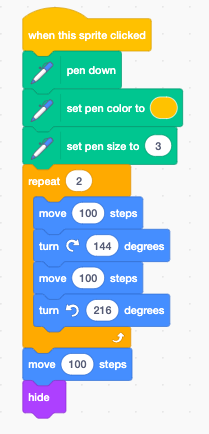 when this sprite clicked
pen down
set pen color to
set pen size to 3
repeat 2
move 100 steps
turn 144 degrees
move 100 steps
turn 216 degrees
move 100 steps
hide